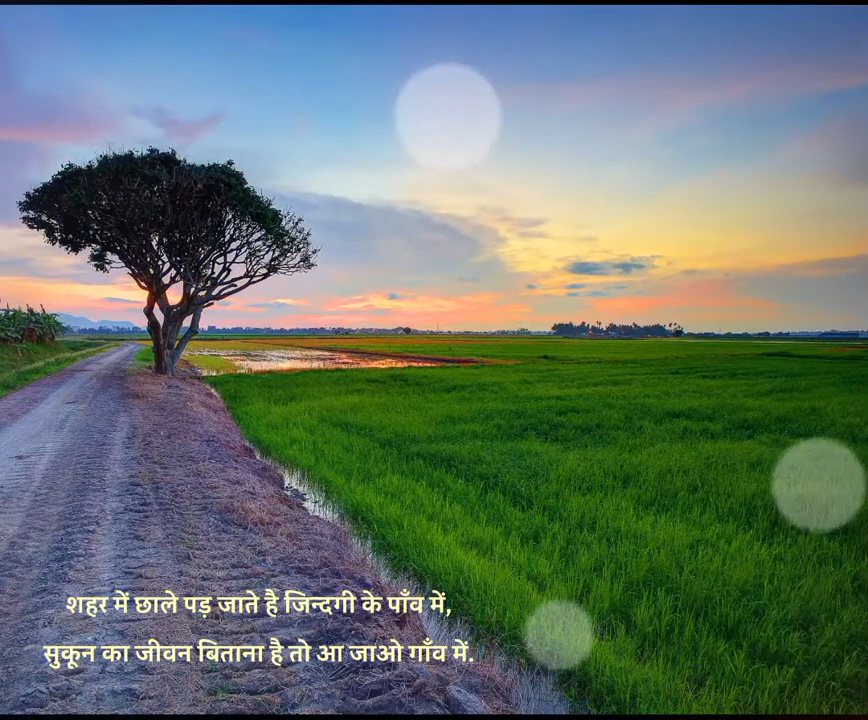 शहर में छाले पड़ जाते है जिन्दगी के पाँव में,
सुकून का जीवन बिताना है तो आ जाओ गाँव में.